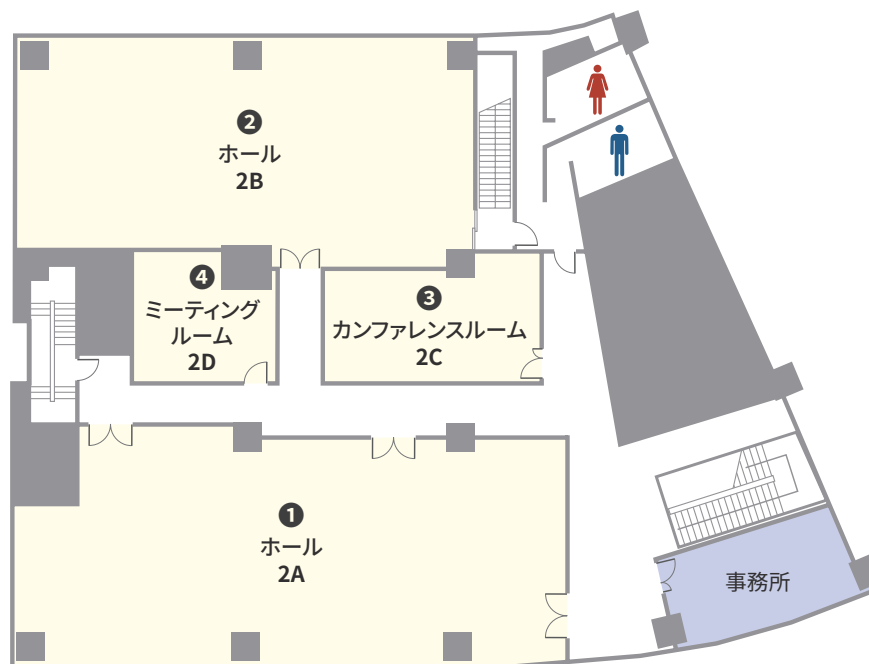 ❷
ホール
2B
❹
ミーティング
ルーム
2D
❸
カンファレンスルーム
2C
❶
ホール
2A
事務所